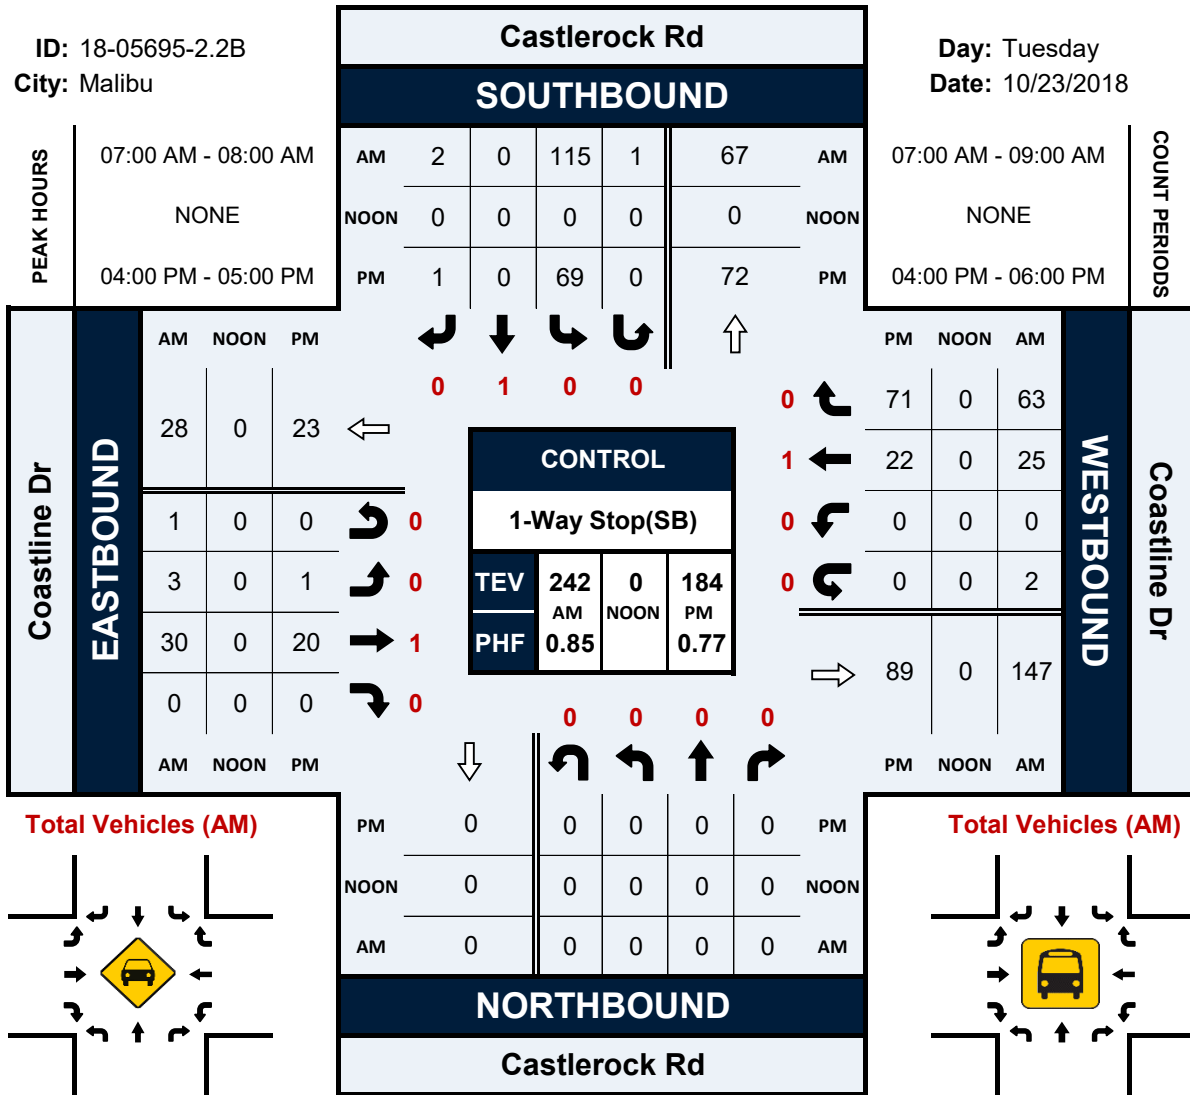 ID: 18-05695-2.2B
City: Malibu
Castlerock Rd
SOUTHBOUND
Day: Tuesday
Date: 10/23/2018
PEAK HOURS
07:00 AM - 08:00 AM
NONE
04:00 PM - 05:00 PM
AM 2 0 115 1 67 AM
NOON 0 0 0 0 0 NOON
PM 1 0 69 0 72 PM
07:00 AM - 09:00 AM
NONE
04:00 PM - 06:00 PM
COUNT PERIODS
0 1 0 0
Coastline Dr
EASTBOUND
AM NOON PM
28 0 23
1 0 0 0
3 0 1 0
30 0 20 1
0 0 0 0
AM NOON PM
CONTROL
1-Way Stop(SB)
TEV 242 0 184
AM NOON PM
PHF 0.85 0.77
PM NOON AM
0 71 0 63
1 22 0 25
0 0 0 0
0 0 0 2
89 0 147
PM NOON AM
WESTBOUND
Coastline Dr
0 0 0 0
PM 0 0 0 0 0 PM
NOON 0 0 0 0 0 NOON
AM 0 0 0 0 0 AM
NORTHBOUND
Castlerock Rd
Total Vehicles (AM)
Total Vehicles (AM)